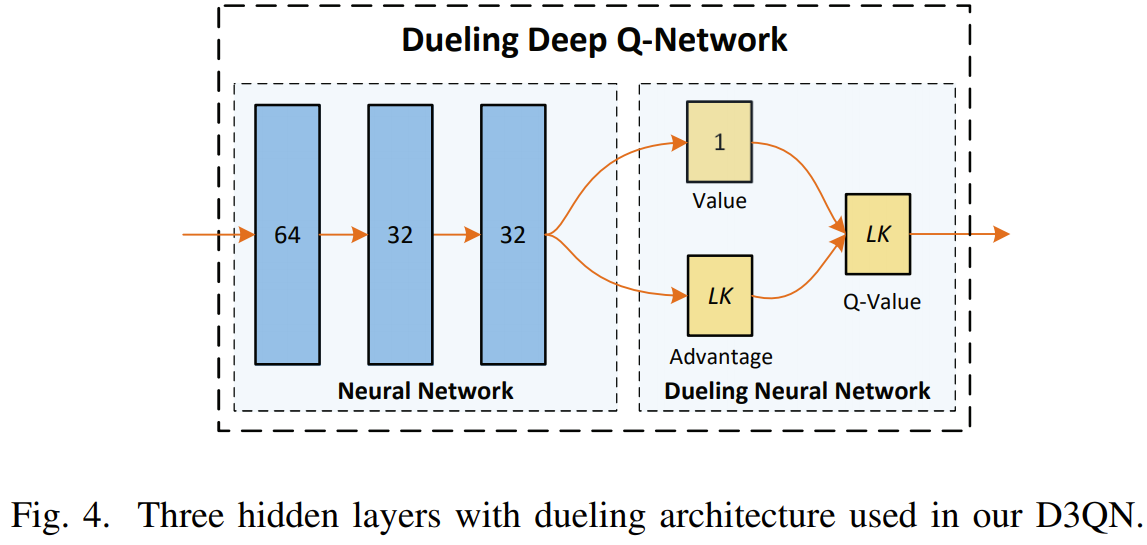 Dueling Deep Q-Network
64
32
32
1
Value
LK
Advantage
LK
Q-Value
Neural Network
Dueling Neural Network
Fig. 4. Three hidden layers with dueling architecture used in our D3QN.